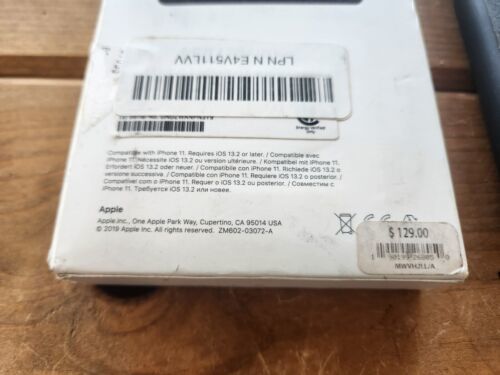 LPN N E4V511LVV
Energy Verified
Only
Compatible with iPhone 11. Requires iOS 13.2 or later. / Compatible avec
iPhone 11. Nécessite iOS 13.2 ou version ultérieure. / Kompatibel mit iPhone 11.
Erfordert iOS 13.2 oder neuer. / Compatibile con iPhone 11. Richiede iOS 13.2 o
versione successiva. / Compatible con iPhone 11. Requiere iOS 13.2 o posterior. /
Compatível com o iPhone 11. Requer o iOS 13.2 ou posterior. / Совместим с
iPhone 11. Требуется iOS 13.2 или новее.
Apple
Apple Inc., One Apple Park Way, Cupertino, CA 95014 USA
© 2019 Apple Inc. All rights reserved. ZM602-03072-A
$ 129.00
MWVH2LL/A